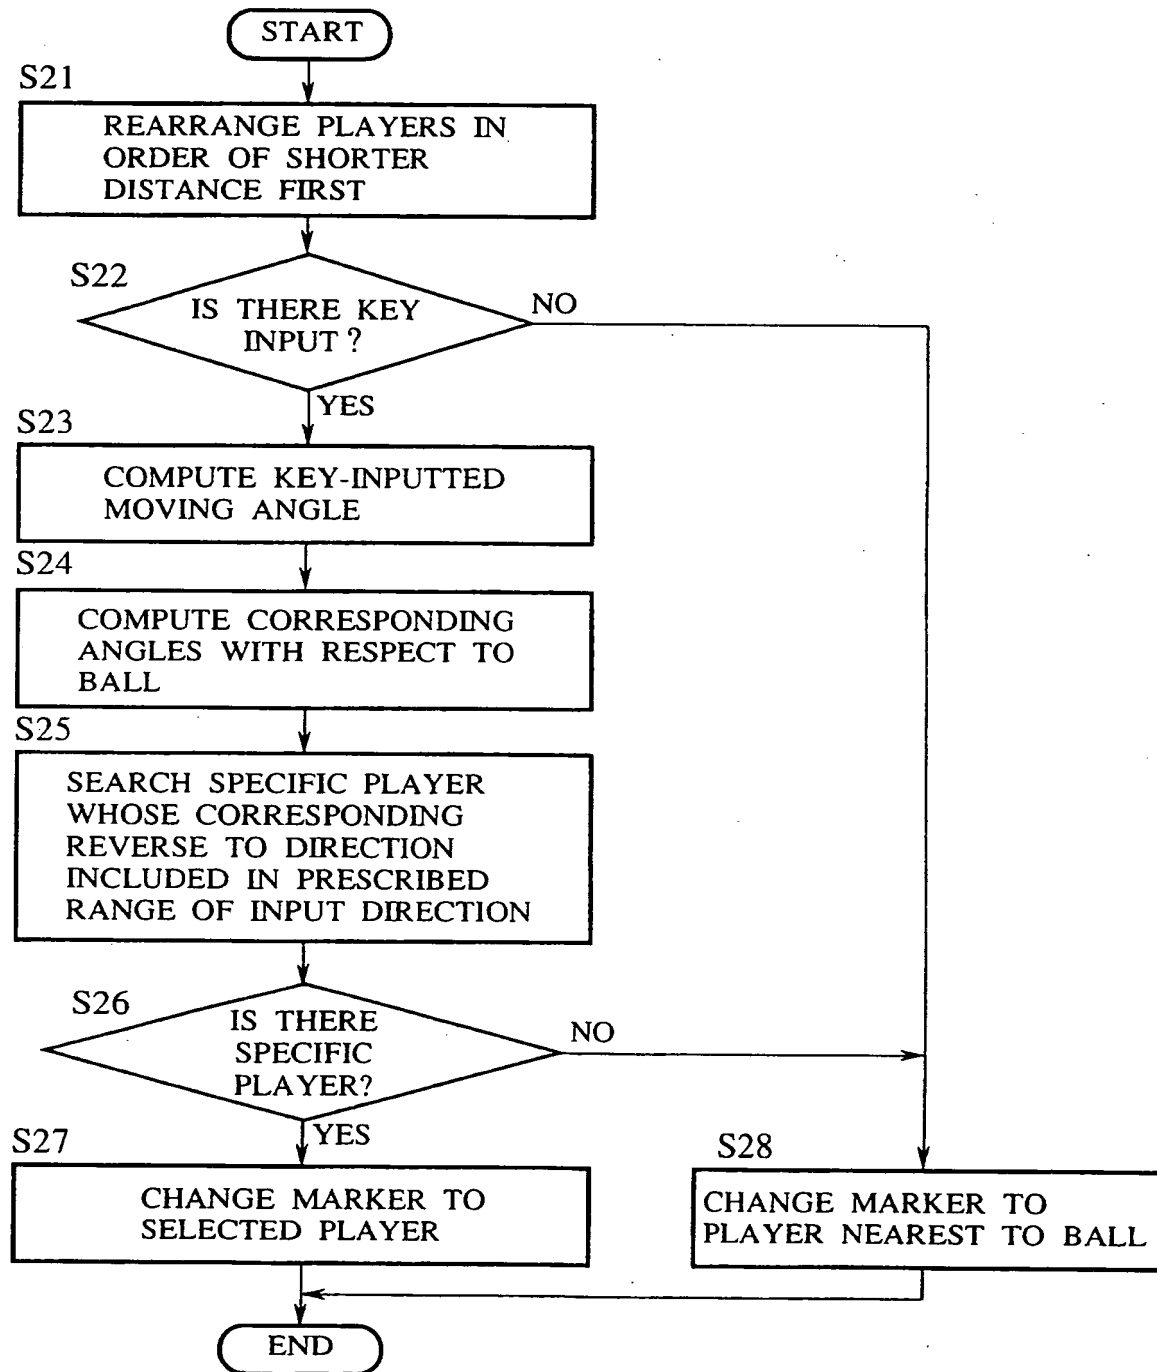 START
S21
REARRANGE PLAYERS IN
ORDER OF SHORTER
DISTANCE FIRST
S22
IS THERE KEY
INPUT?
NO
YES
S23
COMPUTE KEY-INPUTTED
MOVING ANGLE
S24
COMPUTE CORRESPONDING
ANGLES WITH RESPECT TO
BALL
S25
SEARCH SPECIFIC PLAYER
WHOSE CORRESPONDING
REVERSE TO DIRECTION
INCLUDED IN PRESCRIBED
RANGE OF INPUT DIRECTION
S26
IS THERE
SPECIFIC
PLAYER?
NO
YES
S27
CHANGE MARKER TO
SELECTED PLAYER
S28
CHANGE MARKER TO
PLAYER NEAREST TO BALL
END